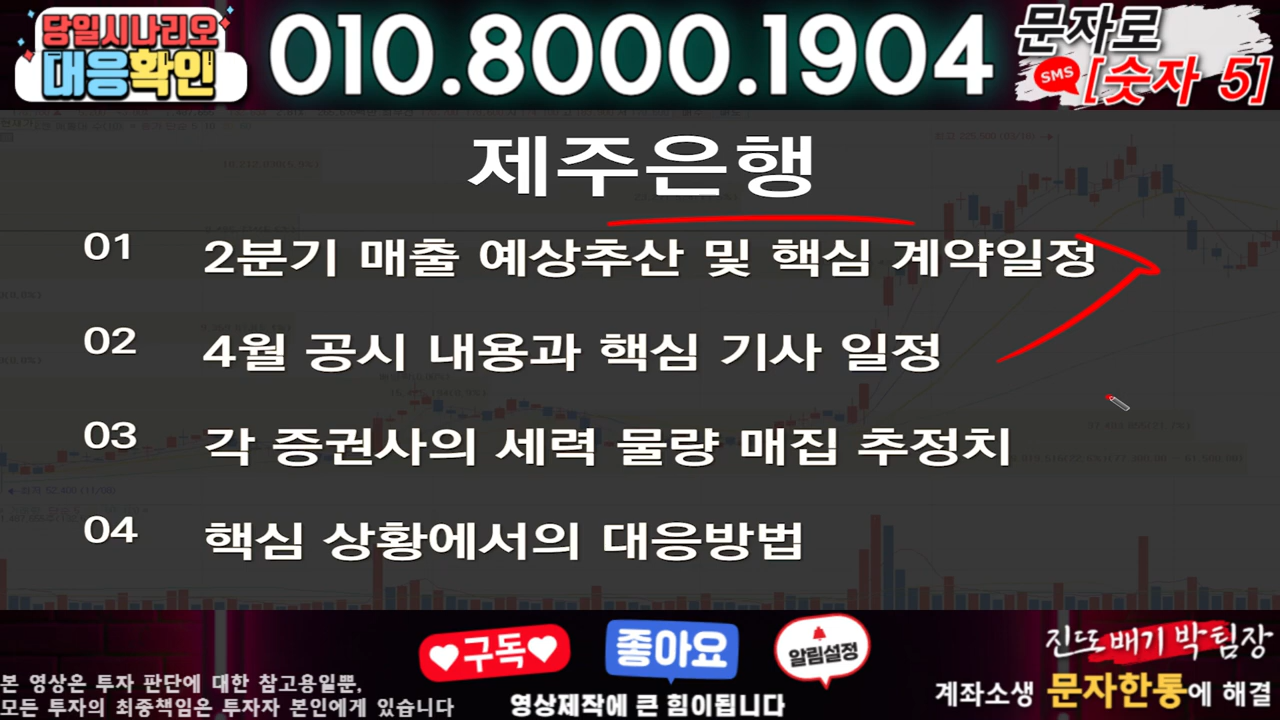 당일시나리오
대응확인
010.8000.1904
문자로
SMS [숫자 5]
제주은행
01 2분기 매출 예상추산 및 핵심 계약일정
02 4월 공시 내용과 핵심 기사 일정
03 각 증권사의 세력 물량 매집 추정치
04 핵심 상황에서의 대응방법
구독
좋아요
알림설정
영상제작에 큰 힘이됩니다
본 영상은 투자 판단에 대한 참고용일뿐,
모든 투자의 최종책임은 투자자 본인에게 있습니다
진또배기 박팀장
계좌소생 문자한통에 해결